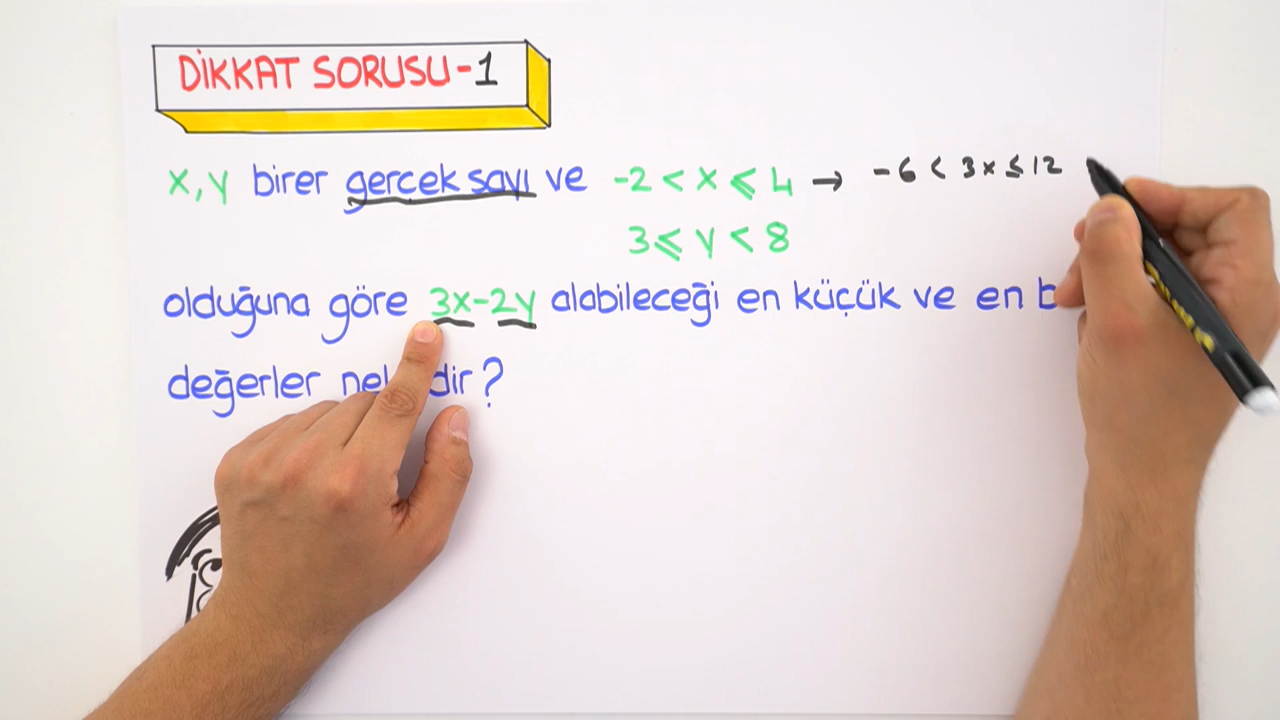 DİKKAT SORUSU-1
x, y birer gerçek sayı ve -2 < x ⩽ 4 → -6 < 3x ≤ 12
3 ⩽ y < 8
olduğuna göre 3x-2y alabileceği en küçük ve en
değerler